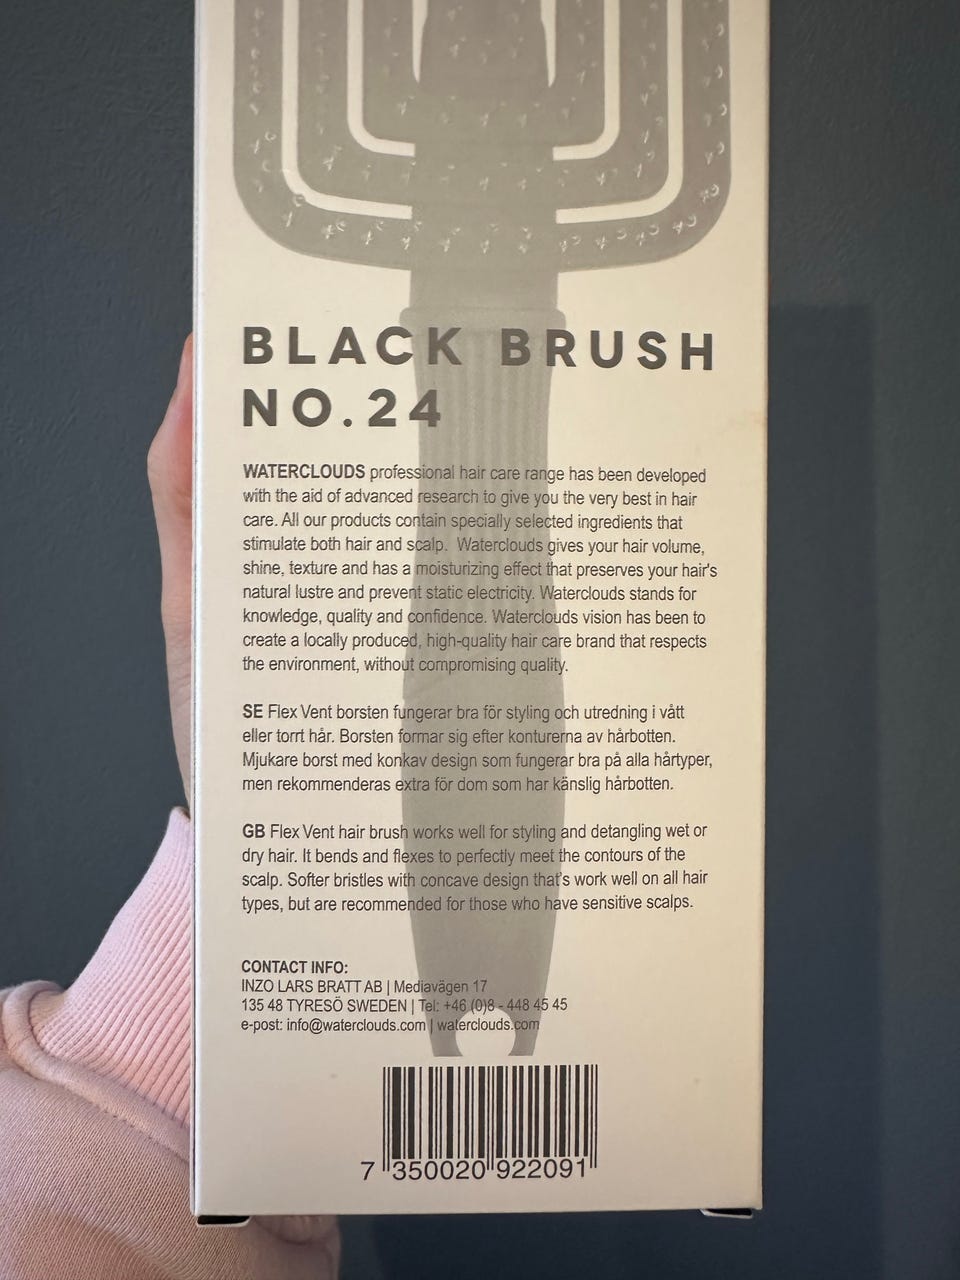 BLACK BRUSH
NO.24
WATERCLOUDS professional hair care range has been developed
with the aid of advanced research to give you the very best in hair
care. All our products contain specially selected ingredients that
stimulate both hair and scalp. Waterclouds gives your hair volume,
shine, texture and has a moisturizing effect that preserves your hair's
natural lustre and prevent static electricity. Waterclouds stands for
knowledge, quality and confidence. Waterclouds vision has been to
create a locally produced, high-quality hair care brand that respects
the environment, without compromising quality.
SE Flex Vent borsten fungerar bra för styling och utredning i vått
eller torrt hår. Borsten formar sig efter konturerna av hårbotten.
Mjukare borst med konkav design som fungerar bra på alla hårtyper,
men rekommenderas extra för dom som har känslig hårbotten.
GB Flex Vent hair brush works well for styling and detangling wet or
dry hair. It bends and flexes to perfectly meet the contours of the
scalp. Softer bristles with concave design that's work well on all hair
types, but are recommended for those who have sensitive scalps.
CONTACT INFO:
INZO LARS BRATT AB | Mediavägen 17
135 48 TYRESÖ SWEDEN | Tel: +46 (0)8 - 448 45 45
e-post: info@waterclouds.com | waterclouds.com
7 350020 922091